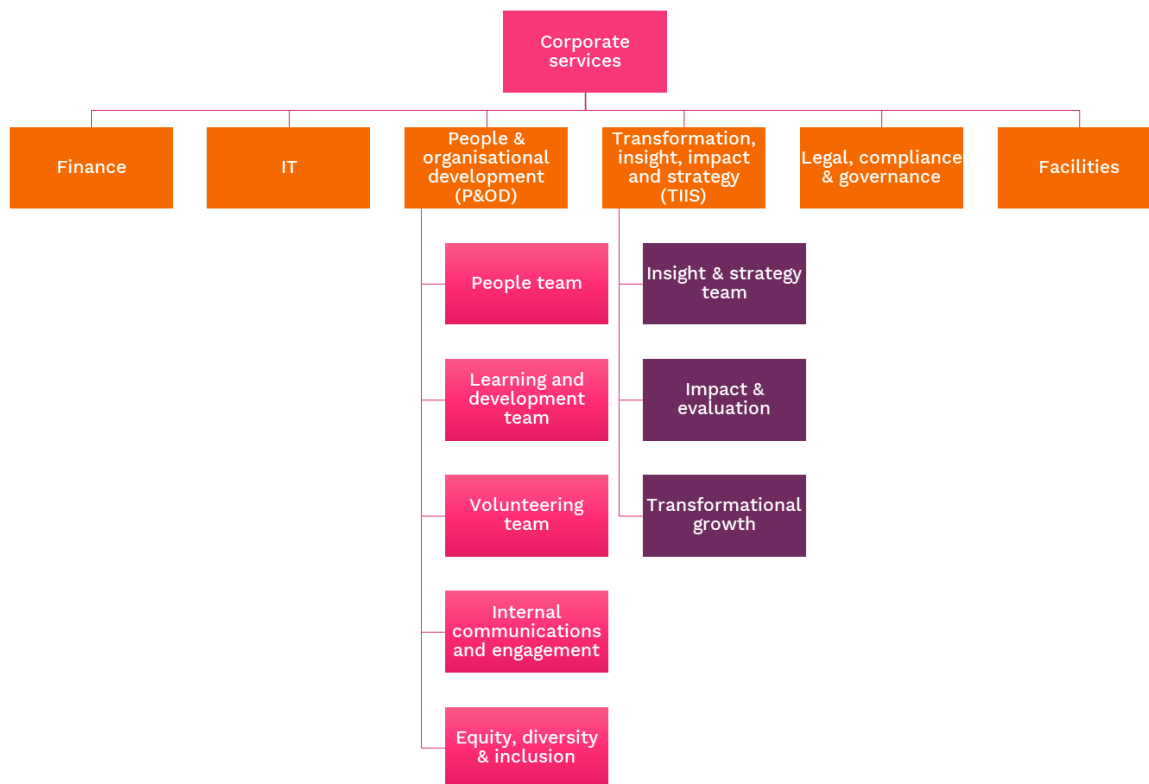 Corporate
services
Finance
IT
People &
organisational
development
(P&OD)
Transformation,
insight, impact
and strategy
(TIIS)
Legal, compliance
& governance
Facilities
People team
Learning and
development
team
Volunteering
team
Internal
communications
and engagement
Equity, diversity
& inclusion
Insight & strategy
team
Impact &
evaluation
Transformational
growth